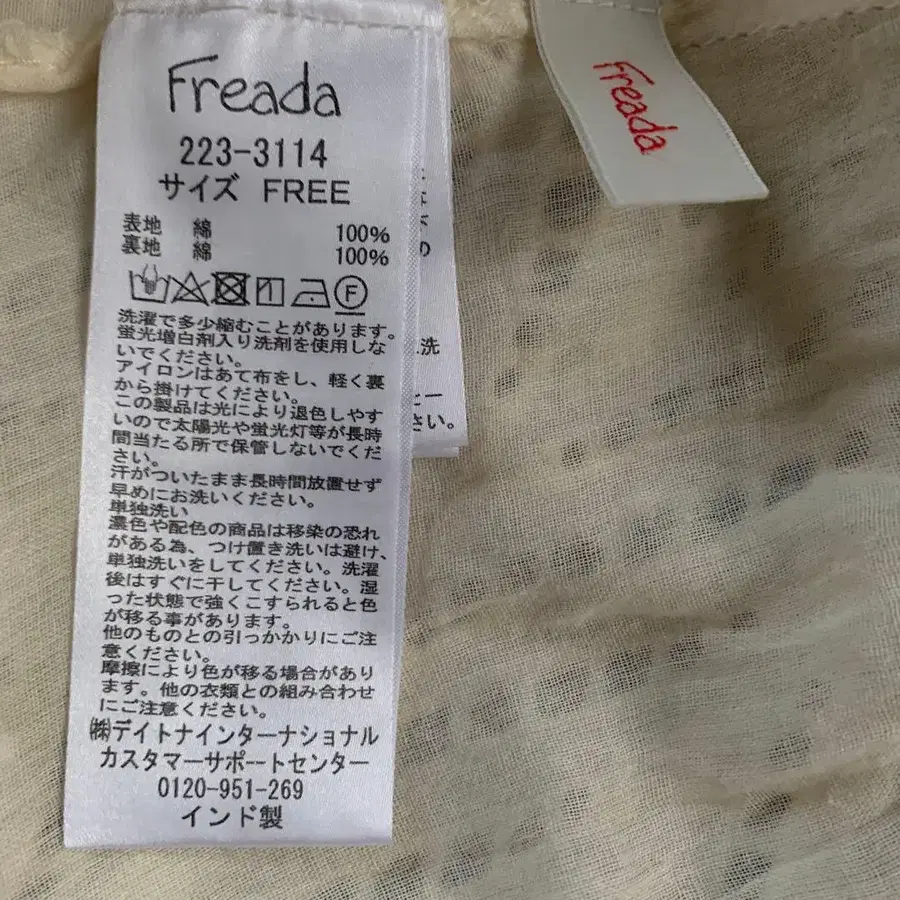 Freada
223-3114
サイズ FREE
表地 綿 100%
裏地 綿 100%
F
洗濯で多少縮むことがあります。
蛍光増白剤入り洗剤を使用しな
いでください。
アイロンはあて布をし、軽く裏
から掛けてください。
この製品は光により退色しやす
いので太陽光や蛍光灯等が長時
間当たる所で保管しないでくだ
さい。
汗がついたまま長時間放置せず
早めにお洗いください。
単独洗い
濃色や配色の商品は移染の恐れ
がある為、つけ置き洗いは避け、
単独洗いをしてください。洗濯
後はすぐに干してください。湿
った状態で強くこすられると色
が移る事があります。
他のものとの引っかかりにご注
意ください。
摩擦により色が移る場合があり
ます。他の衣類との組み合わせ
にご注意ください。
㈱デイトナインターナショナル
カスタマーサポートセンター
0120-951-269
インド製
Freada
下
の
洗
さい。